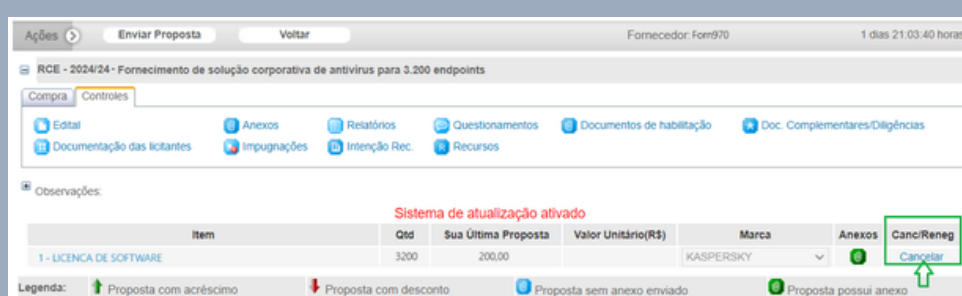 Ações Enviar Proposta Voltar Fornecedor: Forn970 1 dias 21:03:40 horas
RCE - 2024/24 - Fornecimento de solução corporativa de antivírus para 3.200 endpoints
Compra Controles
Edital Anexos Relatórios Questionamentos Documentos de habilitação Doc. Complementares/Diligências
Documentação das licitantes Impugnações Intenção Rec. Recursos
Observações:
Sistema de atualização ativado
Item Qtd Sua Última Proposta Valor Unitário(R$) Marca Anexos Canc/Reneg
1 - LICENCA DE SOFTWARE 3200 200,00 KASPERSKY Cancelar
Legenda: Proposta com acréscimo Proposta com desconto Proposta sem anexo enviado Proposta possui anexo